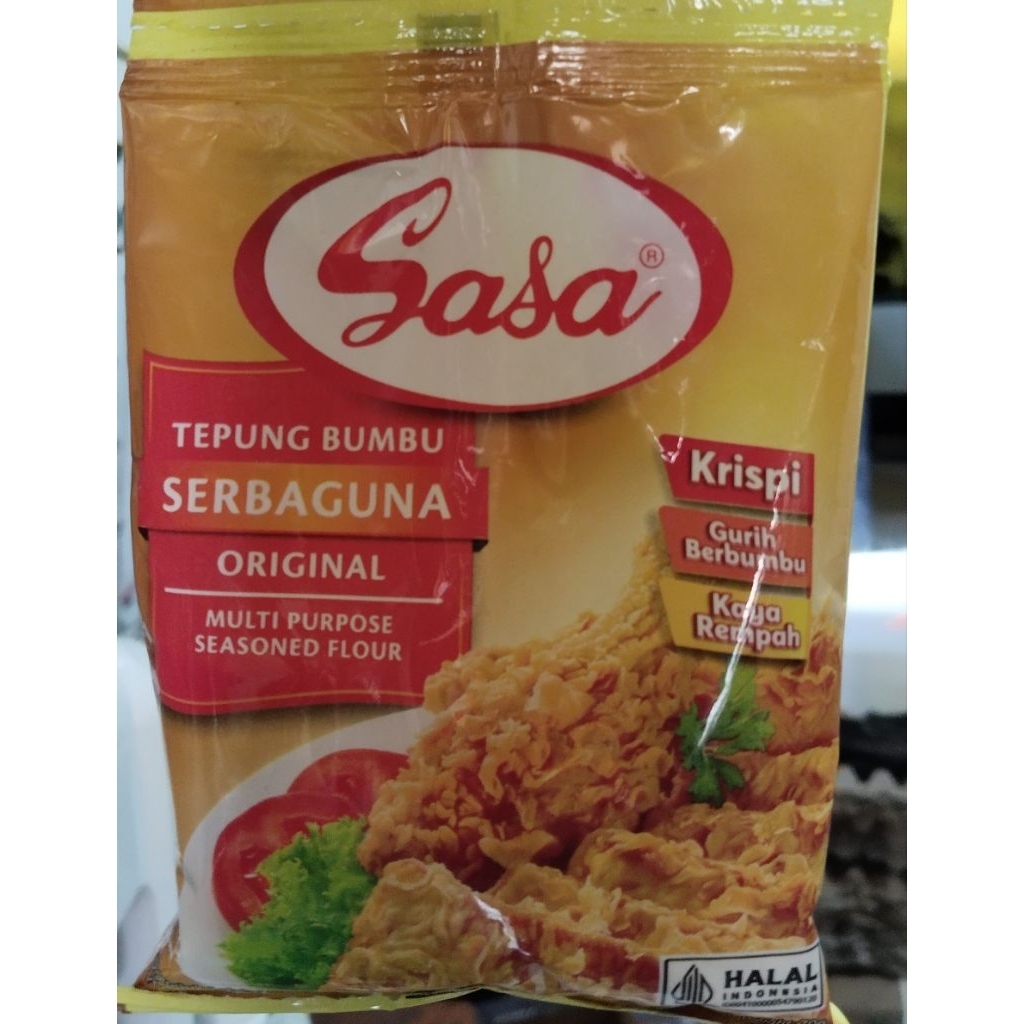 Sasa®
TEPUNG BUMBU
SERBAGUNA
ORIGINAL
MULTI PURPOSE
SEASONED FLOUR
Krispi
Gurih
Berbumbu
Kaya
Rempah
HALAL
INDONESIA